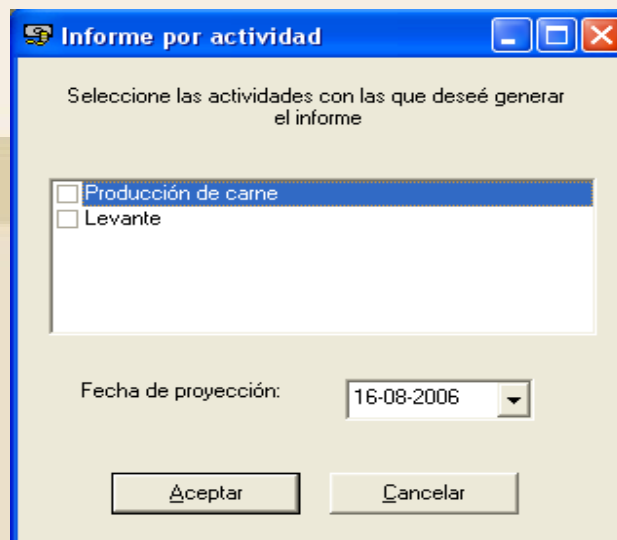 Informe por actividad
Seleccione las actividades con las que deseé generar
el informe
Producción de carne
Levante
Fecha de proyección:
16-08-2006
Aceptar
Cancelar